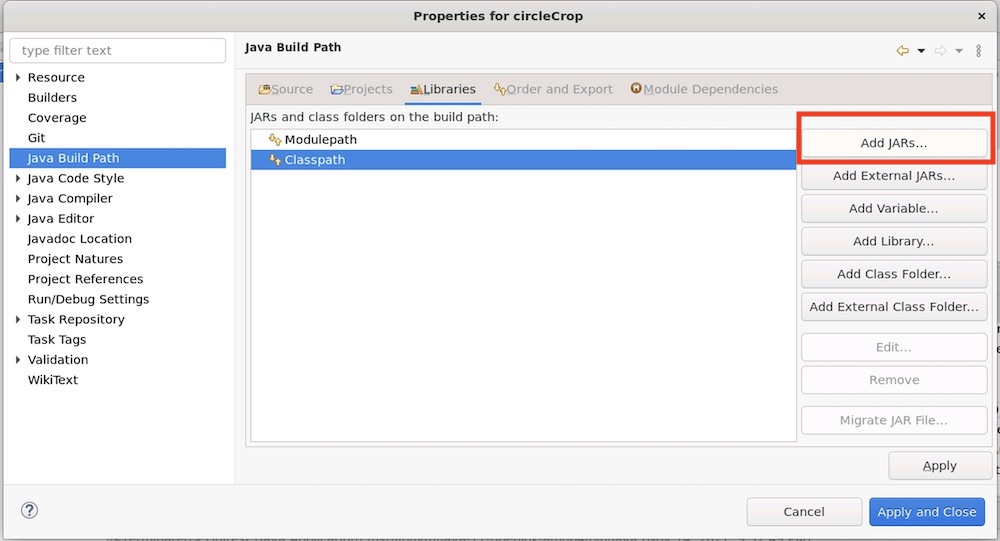 Properties for circleCrop
type filter text
Resource
Builders
Coverage
Git
Java Build Path
Java Code Style
Java Compiler
Java Editor
Javadoc Location
Project Natures
Project References
Run/Debug Settings
Task Repository
Task Tags
Validation
WikiText
Java Build Path
Source Projects Libraries Order and Export Module Dependencies
JARs and class folders on the build path:
Modulepath
Classpath
Add JARs...
Add External JARs...
Add Variable...
Add Library...
Add Class Folder...
Add External Class Folder...
Edit...
Remove
Migrate JAR File...
Apply
Cancel
Apply and Close